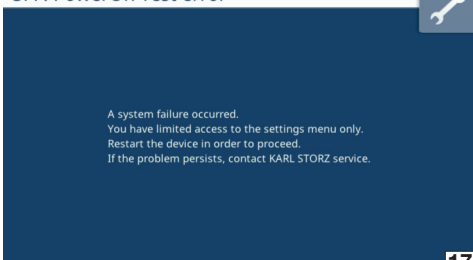 A system failure occurred.
You have limited access to the settings menu only.
Restart the device in order to proceed.
If the problem persists, contact KARL STORZ service.
17